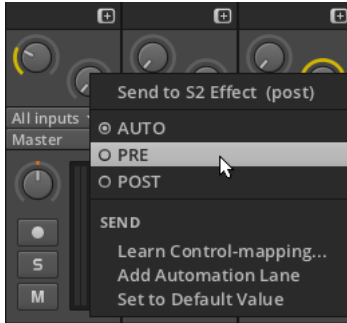 Send to S2 Effect (post)
All inputs
Master
AUTO
PRE
POST
SEND
Learn Control-mapping...
Add Automation Lane
Set to Default Value
S
M